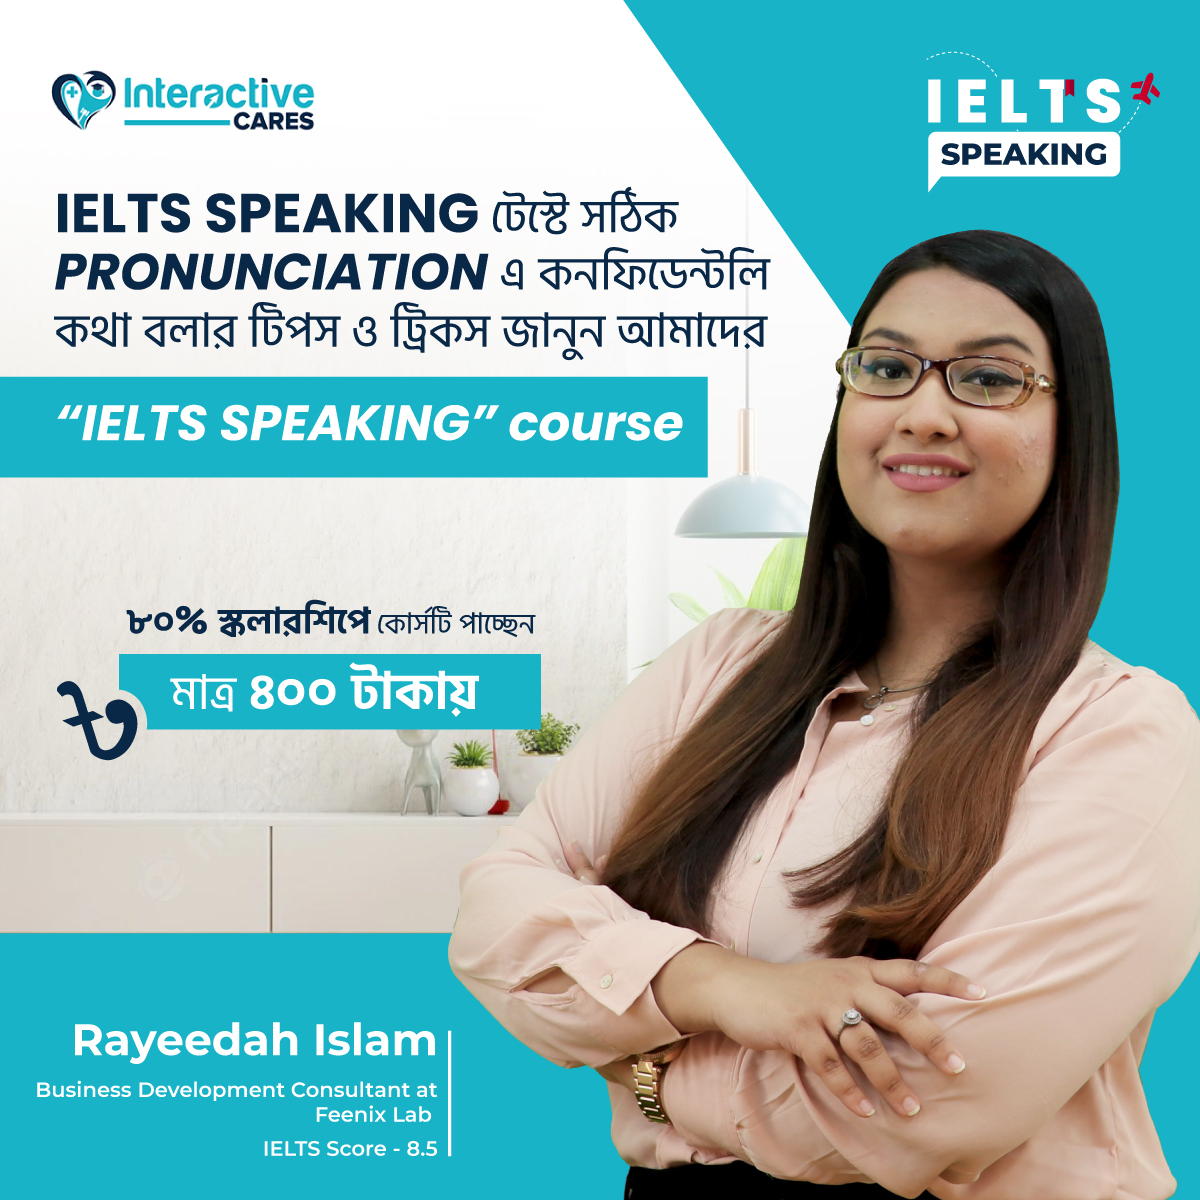 Interactive
CARES
IELTS
SPEAKING
IELTS SPEAKING টেস্টে সঠিক
PRONUNCIATION এ কনফিডেন্টলি
কথা বলার টিপস ও ট্রিকস জানুন আমাদের
“IELTS SPEAKING” course
৮০% স্কলারশিপে কোর্সটি পাচ্ছেন
৳ মাত্র ৪০০ টাকায়
Rayeedah Islam
Business Development Consultant at
Feenix Lab
IELTS Score - 8.5